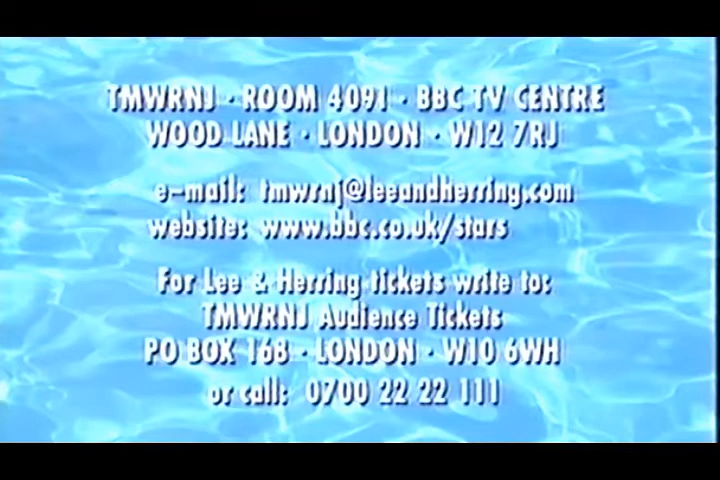 TMWRNJ · ROOM 4091 · BBC TV CENTRE
WOOD LANE · LONDON · W12 7RJ
e-mail: tmwrnj@leeandherring.com
website: www.bbc.co.uk/stars
For Lee & Herring tickets write to:
TMWRNJ Audience Tickets
PO BOX 168 · LONDON · W10 6WH
or call: 0700 22 22 111